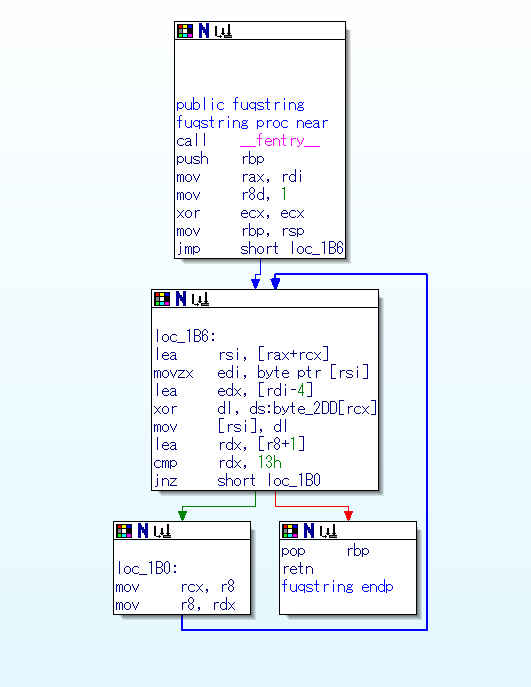 public fuqstring
fuqstring proc near
call __fentry__
push rbp
mov rax, rdi
mov r8d, 1
xor ecx, ecx
mov rbp, rsp
jmp short loc_1B6
loc_1B6:
lea rsi, [rax+rcx]
movzx edi, byte ptr [rsi]
lea edx, [rdi-4]
xor dl, ds:byte_2DD[rcx]
mov [rsi], dl
lea rdx, [r8+1]
cmp rdx, 13h
jnz short loc_1B0
loc_1B0:
mov rcx, r8
mov r8, rdx
pop rbp
retn
fuqstring endp